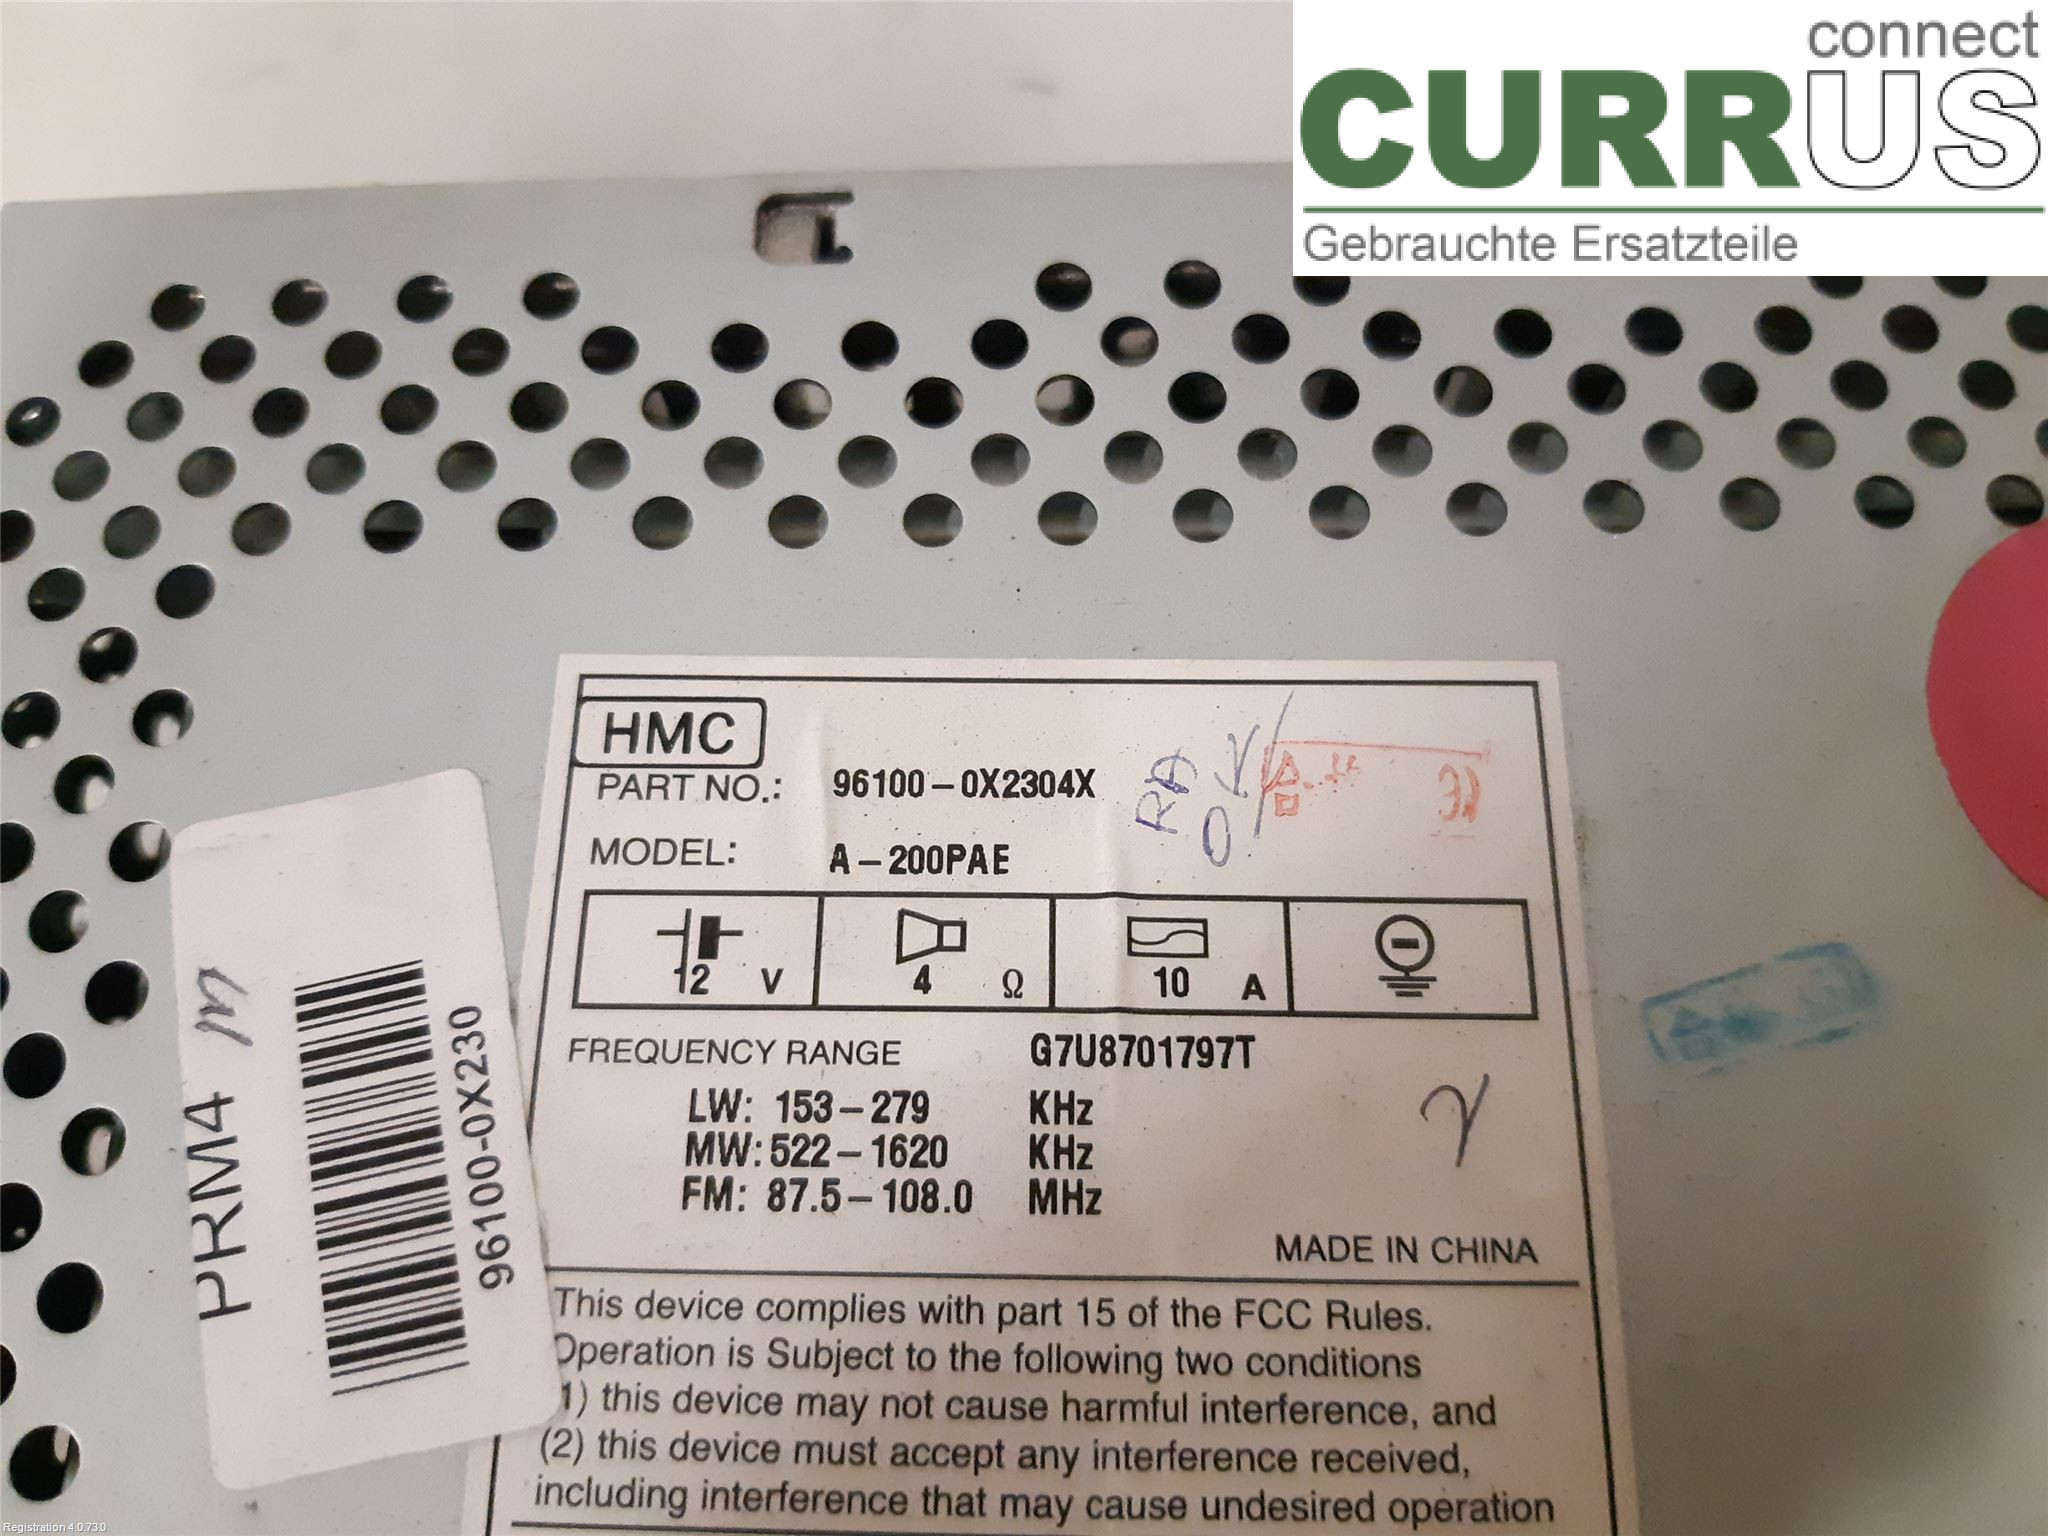 connect
CURRUS
Gebrauchte Ersatzteile
HMC
PART NO.: 96100-0X2304X
MODEL: A-200PAE
RA
OK
12 V
4 Ω
10 A
FREQUENCY RANGE G7U8701797T
LW: 153-279 KHz
MW: 522-1620 KHz
FM: 87.5-108.0 MHz
MADE IN CHINA
This device complies with part 15 of the FCC Rules.
Operation is Subject to the following two conditions
1) this device may not cause harmful interference, and
(2) this device must accept any interference received,
including interference that may cause undesired operation
PRM4
96100-0X230
Registration 4.0.73.0